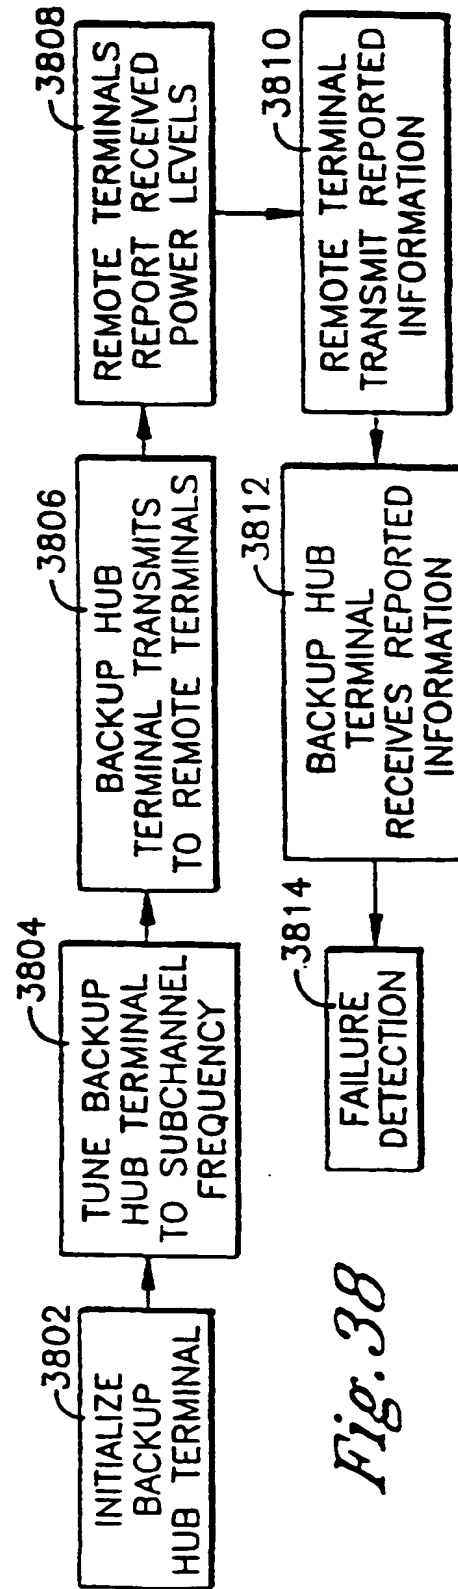 3802
INITIALIZE
BACKUP
HUB TERMINAL
3804
TUNE BACKUP
HUB TERMINAL
TO SUBCHANNEL
FREQUENCY
3806
BACKUP HUB
TERMINAL TRANSMITS
TO REMOTE TERMINALS
3808
REMOTE TERMINALS
REPORT RECEIVED
POWER LEVELS
3810
REMOTE TERMINAL
TRANSMIT REPORTED
INFORMATION
3812
BACKUP HUB
TERMINAL
RECEIVES REPORTED
INFORMATION
3814
FAILURE
DETECTION
Fig. 38